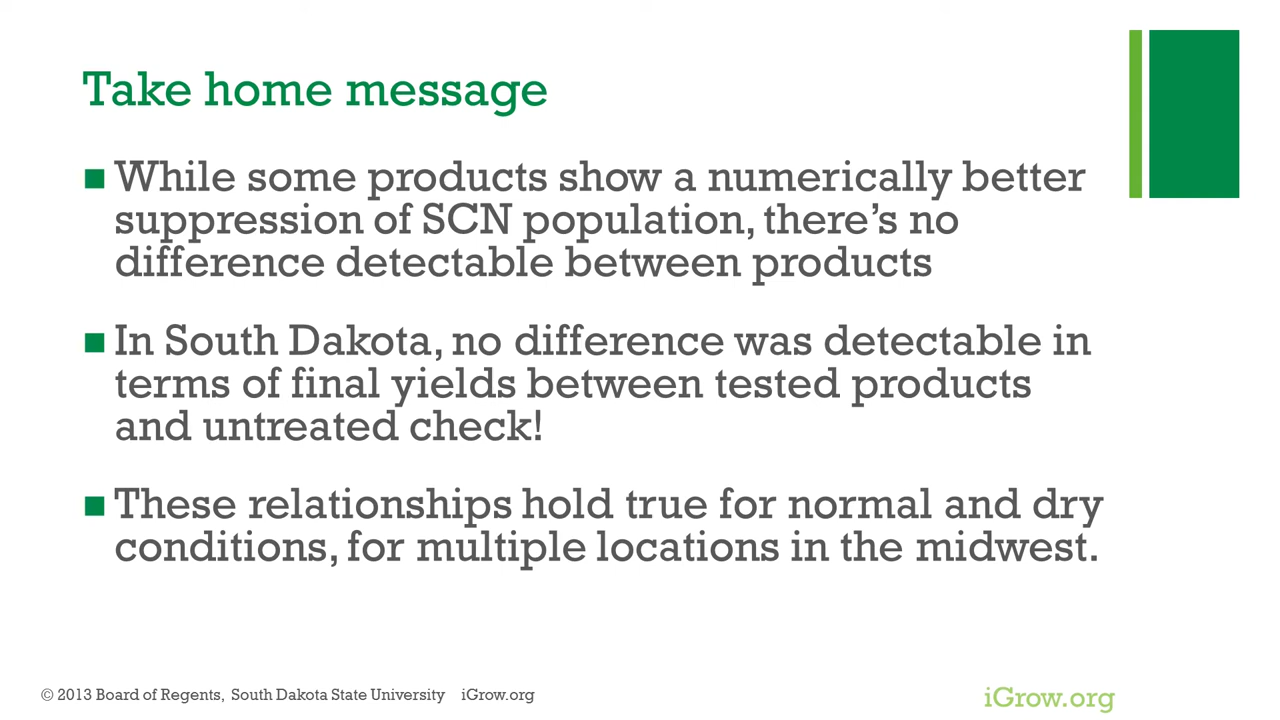 Take home message
While some products show a numerically better
suppression of SCN population, there’s no
difference detectable between products
In South Dakota, no difference was detectable in
terms of final yields between tested products
and untreated check!
These relationships hold true for normal and dry
conditions, for multiple locations in the midwest.
© 2013 Board of Regents, South Dakota State University iGrow.org
iGrow.org